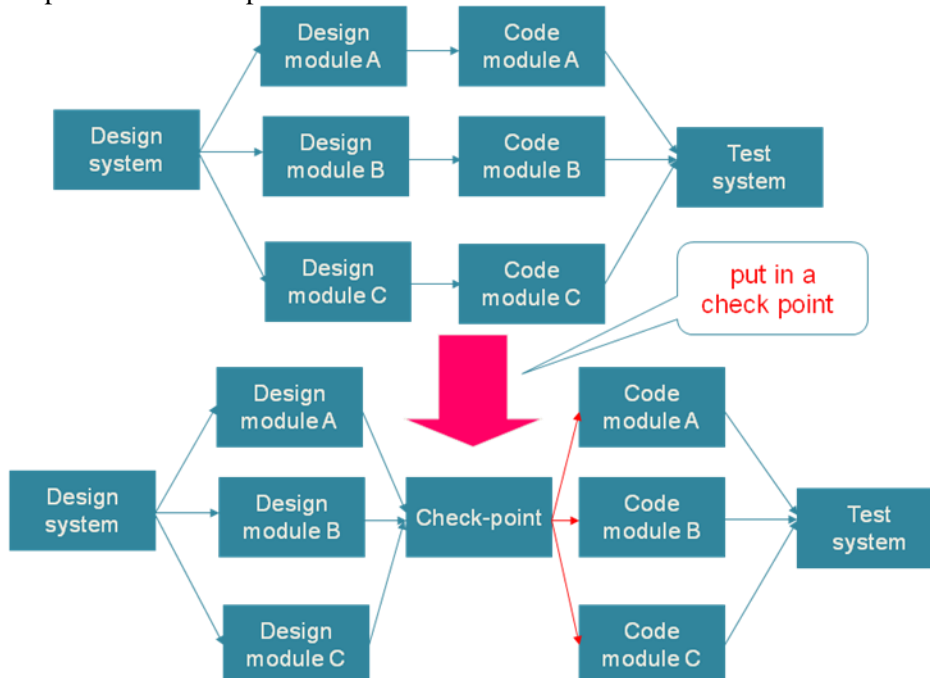 Design
module A
Code
module A
Design
system
Design
module B
Code
module B
Test
system
Design
module C
Code
module C
put in a
check point
Design
module A
Code
module A
Design
system
Design
module B
Check-point
Code
module B
Test
system
Design
module C
Code
module C